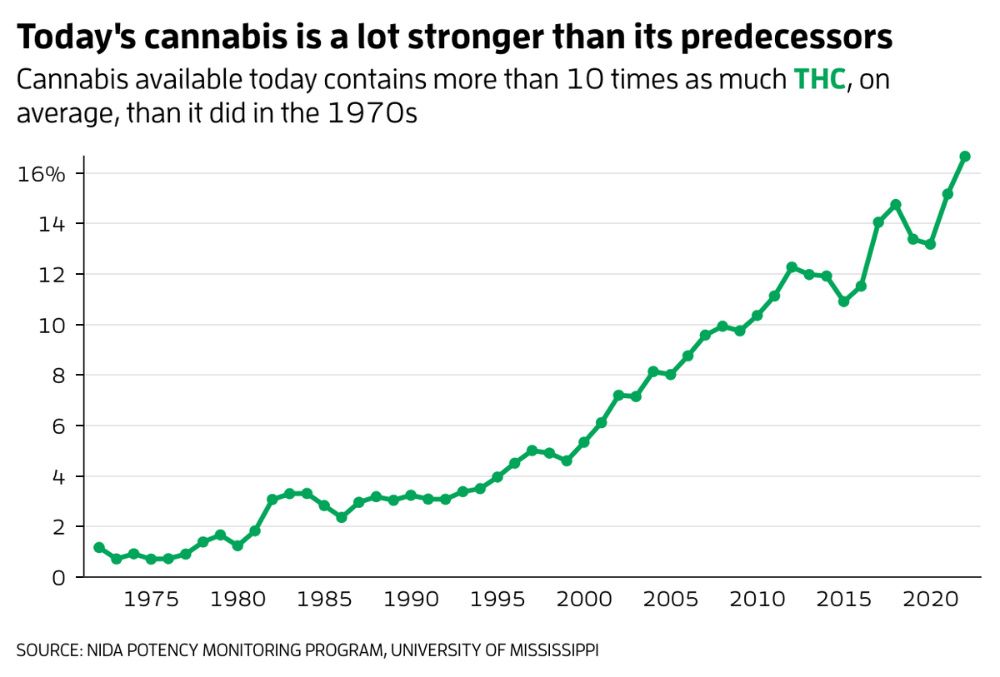 Today's cannabis is a lot stronger than its predecessors
Cannabis available today contains more than 10 times as much THC, on
average, than it did in the 1970s
16%
14
12
10
8
6
4
2
0
1975 1980 1985 1990 1995 2000 2005 2010 2015 2020
SOURCE: NIDA POTENCY MONITORING PROGRAM, UNIVERSITY OF MISSISSIPPI